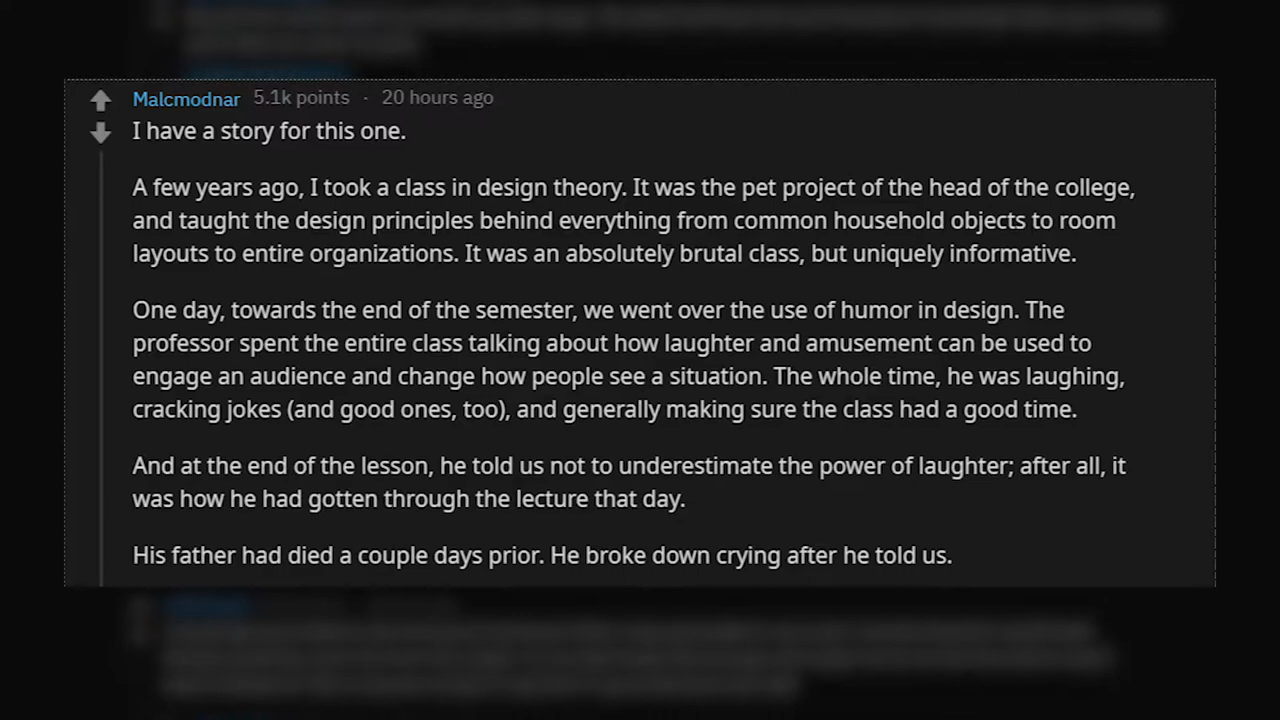 Malcmodnar 5.1k points · 20 hours ago
I have a story for this one.
A few years ago, I took a class in design theory. It was the pet project of the head of the college,
and taught the design principles behind everything from common household objects to room
layouts to entire organizations. It was an absolutely brutal class, but uniquely informative.
One day, towards the end of the semester, we went over the use of humor in design. The
professor spent the entire class talking about how laughter and amusement can be used to
engage an audience and change how people see a situation. The whole time, he was laughing,
cracking jokes (and good ones, too), and generally making sure the class had a good time.
And at the end of the lesson, he told us not to underestimate the power of laughter; after all, it
was how he had gotten through the lecture that day.
His father had died a couple days prior. He broke down crying after he told us.